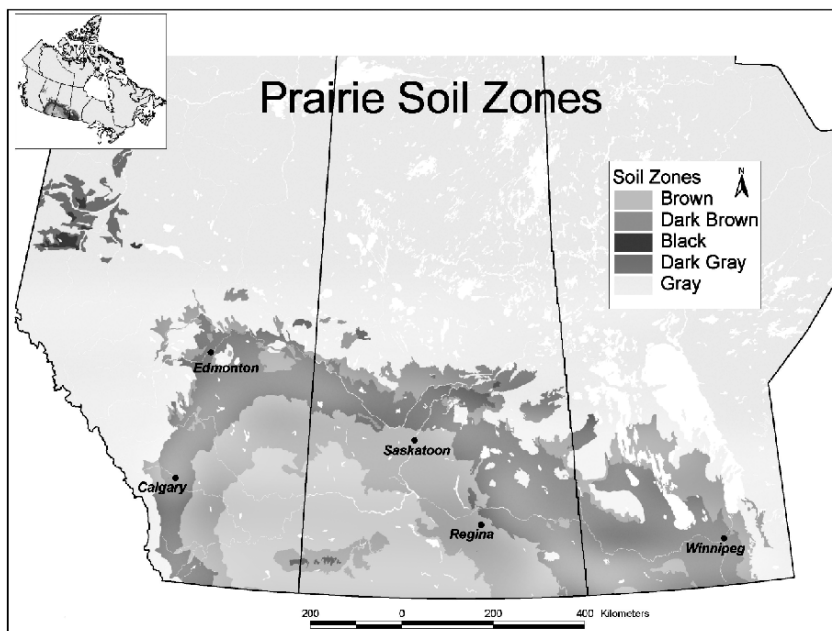 Prairie Soil Zones
N
Soil Zones
Brown
Dark Brown
Black
Dark Gray
Gray
Edmonton
Saskatoon
Calgary
Regina
Winnipeg
200 0 200 400 Kilometers